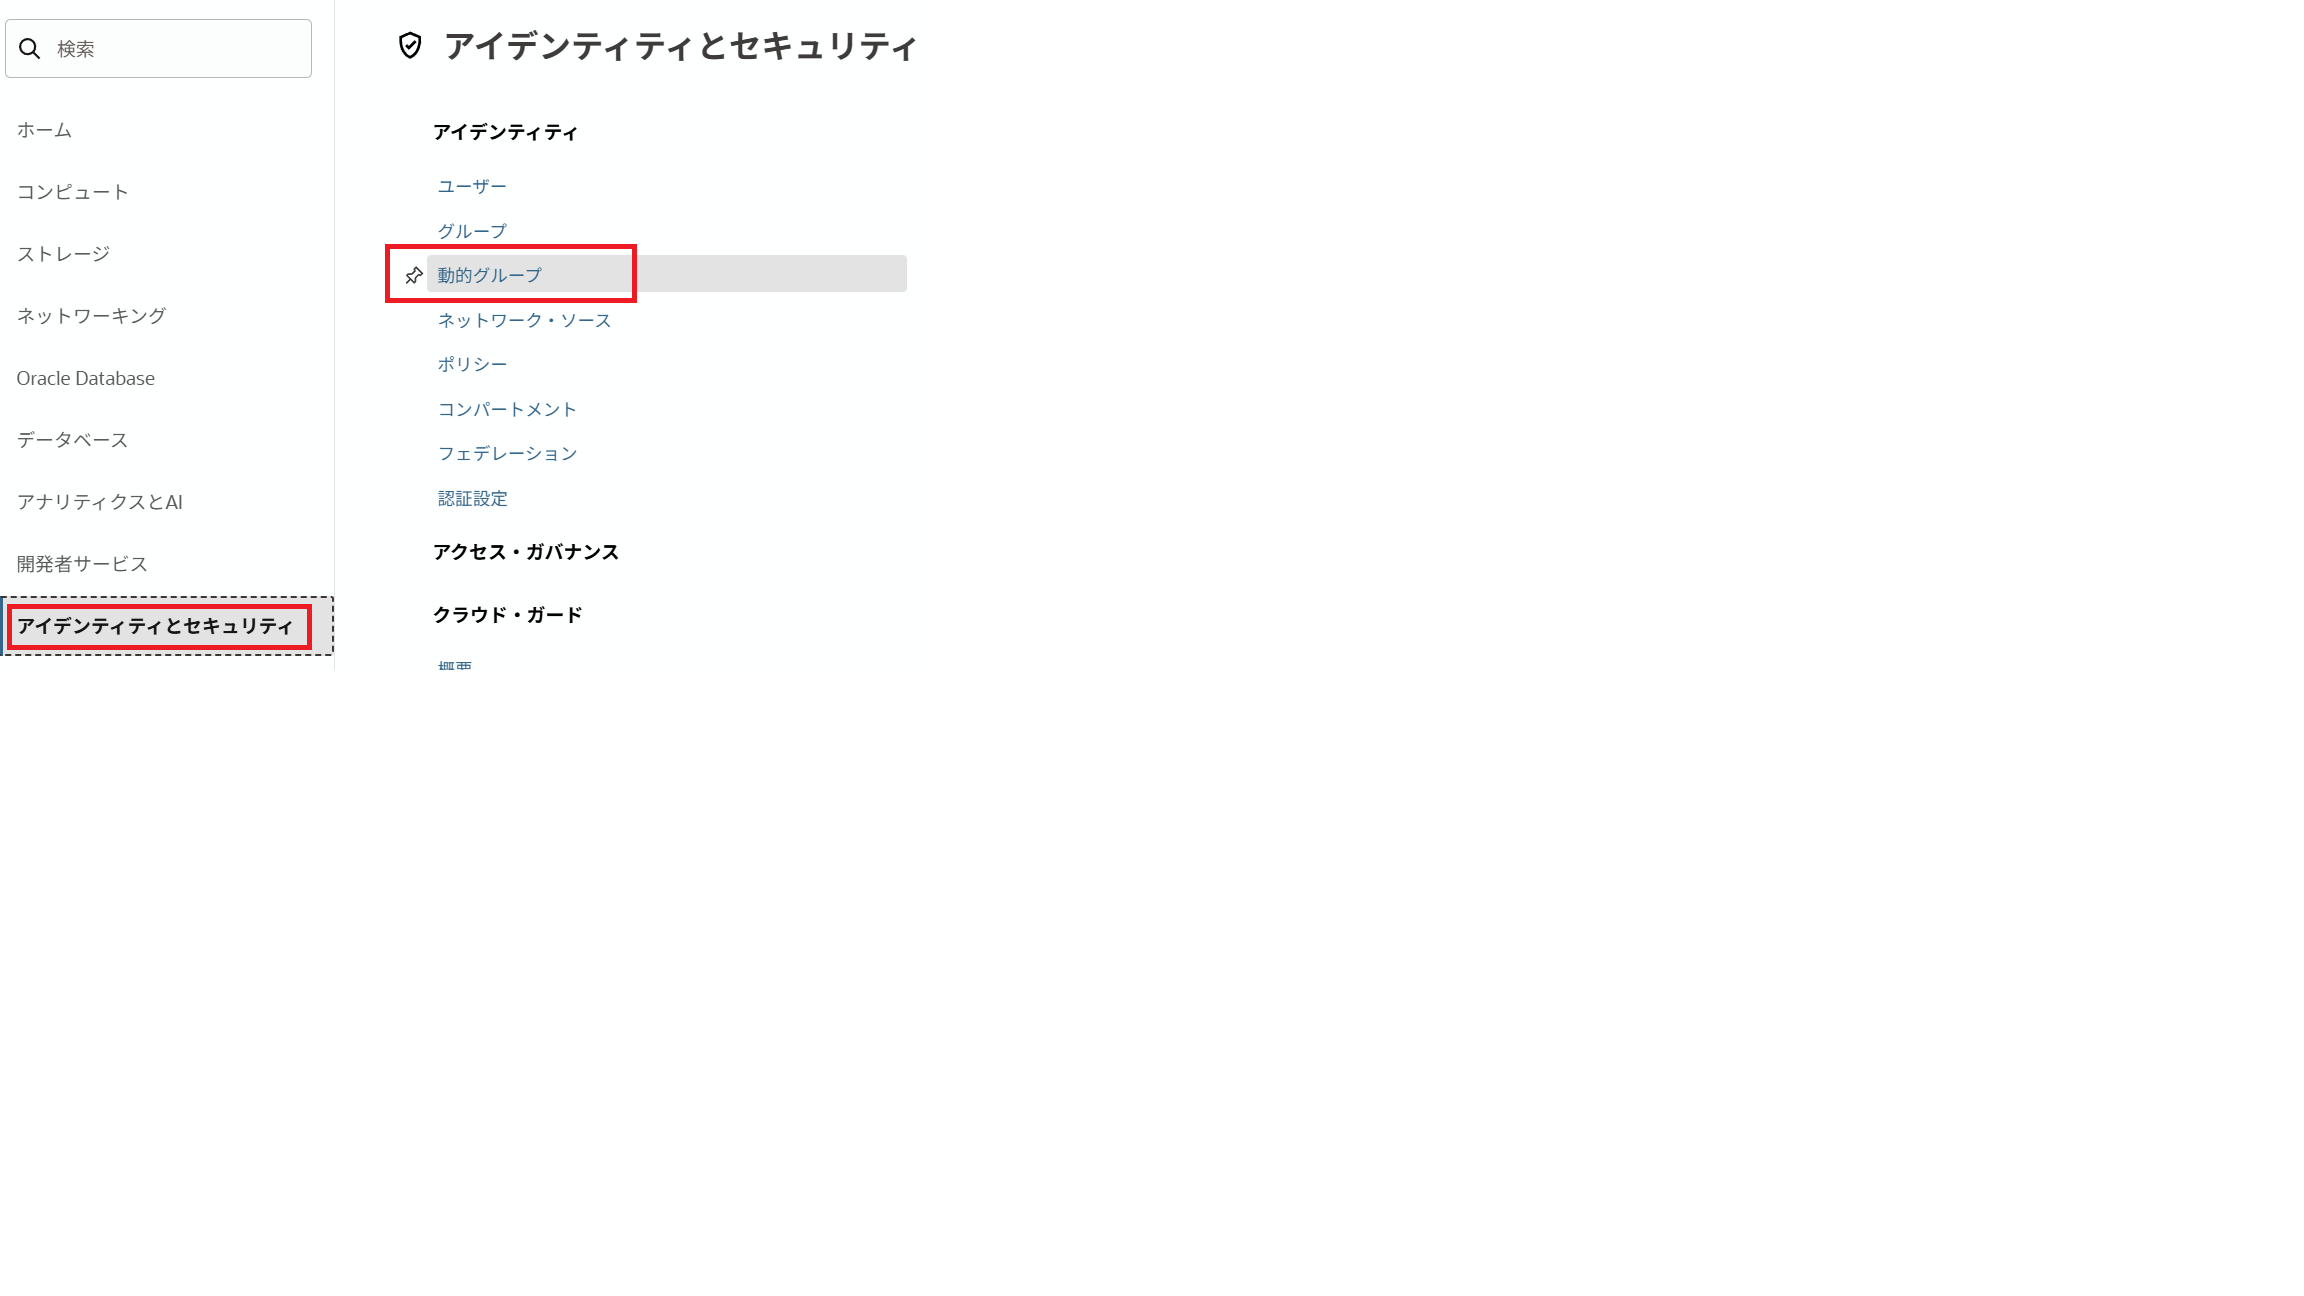 検索
ホーム
コンピュート
ストレージ
ネットワーキング
Oracle Database
データベース
アナリティクスとAI
開発者サービス
アイデンティティとセキュリティ
アイデンティティとセキュリティ
アイデンティティ
ユーザー
グループ
動的グループ
ネットワーク・ソース
ポリシー
コンパートメント
フェデレーション
認証設定
アクセス・ガバナンス
クラウド・ガード
概要